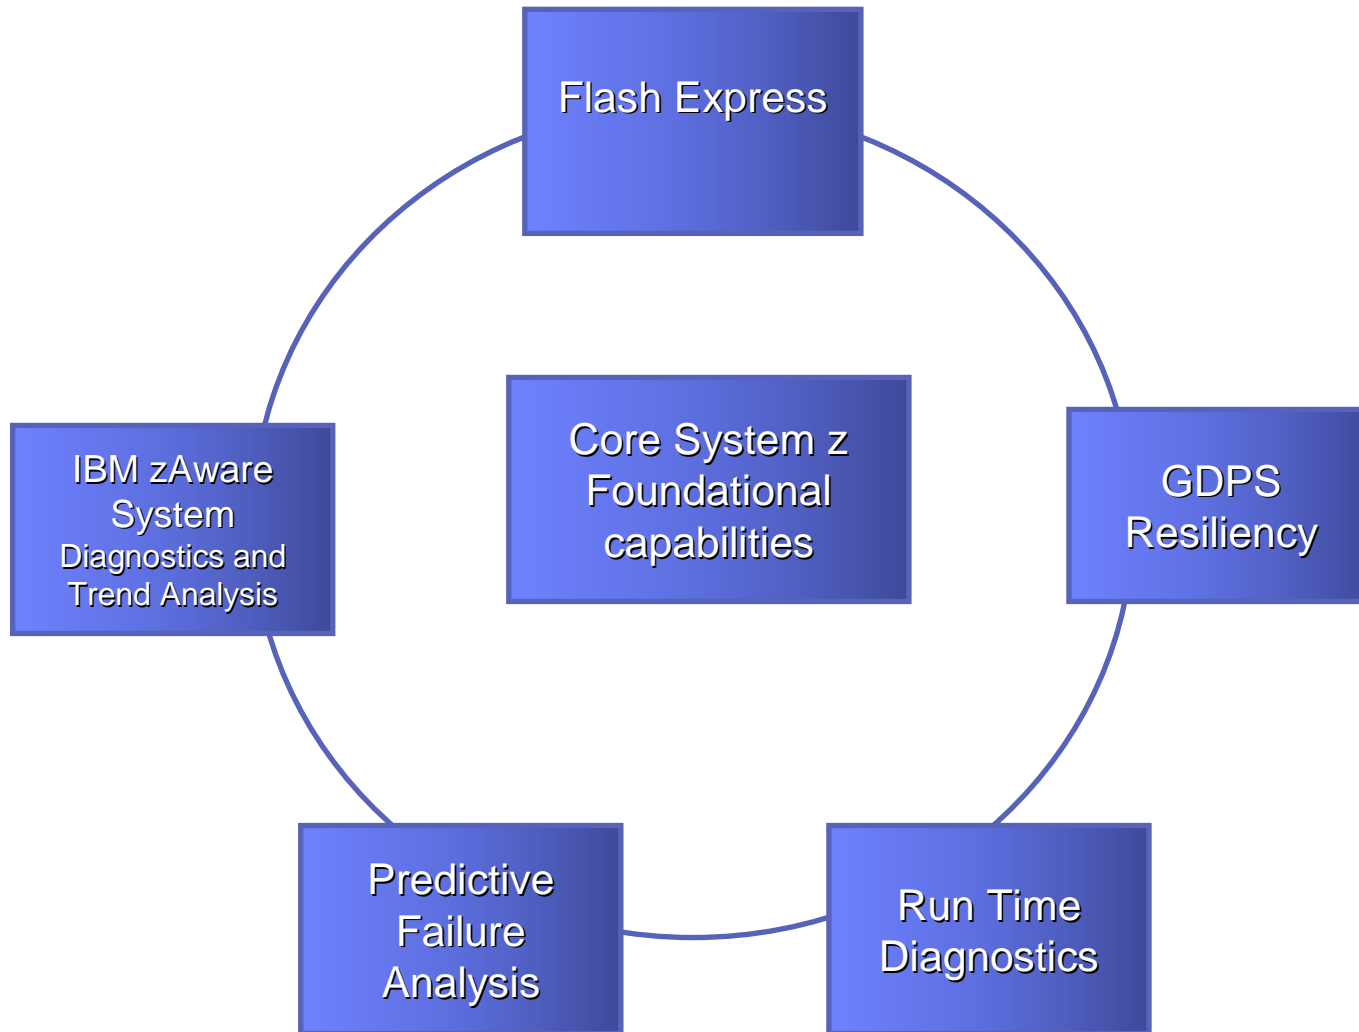 Flash Express
Core System z
Foundational
capabilities
IBM zAware
System
Diagnostics and
Trend Analysis
GDPS
Resiliency
Predictive
Failure
Analysis
Run Time
Diagnostics